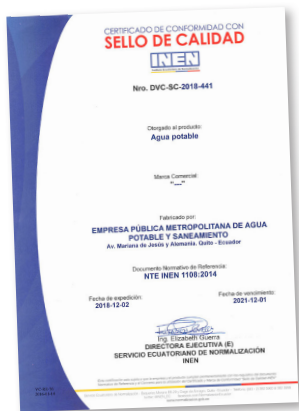 CERTIFICADO DE CONFORMIDAD CON
SELLO DE CALIDAD
INEN
Nro. DVC-SC-2018-441
Otorgado al producto:
Agua potable
Marca Comercial:
"---"
Fabricado por:
EMPRESA PÚBLICA METROPOLITANA DE AGUA
POTABLE Y SANEAMIENTO
Av. Mariana de Jesús y Alemania. Quito - Ecuador
Documento Normativo de Referencia:
NTE INEN 1108:2014
Fecha de expedición:
2018-12-02
Fecha de vencimiento:
2021-12-01
Ing. Elizabeth Guerra
DIRECTORA EJECUTIVA (E)
SERVICIO ECUATORIANO DE NORMALIZACIÓN
INEN